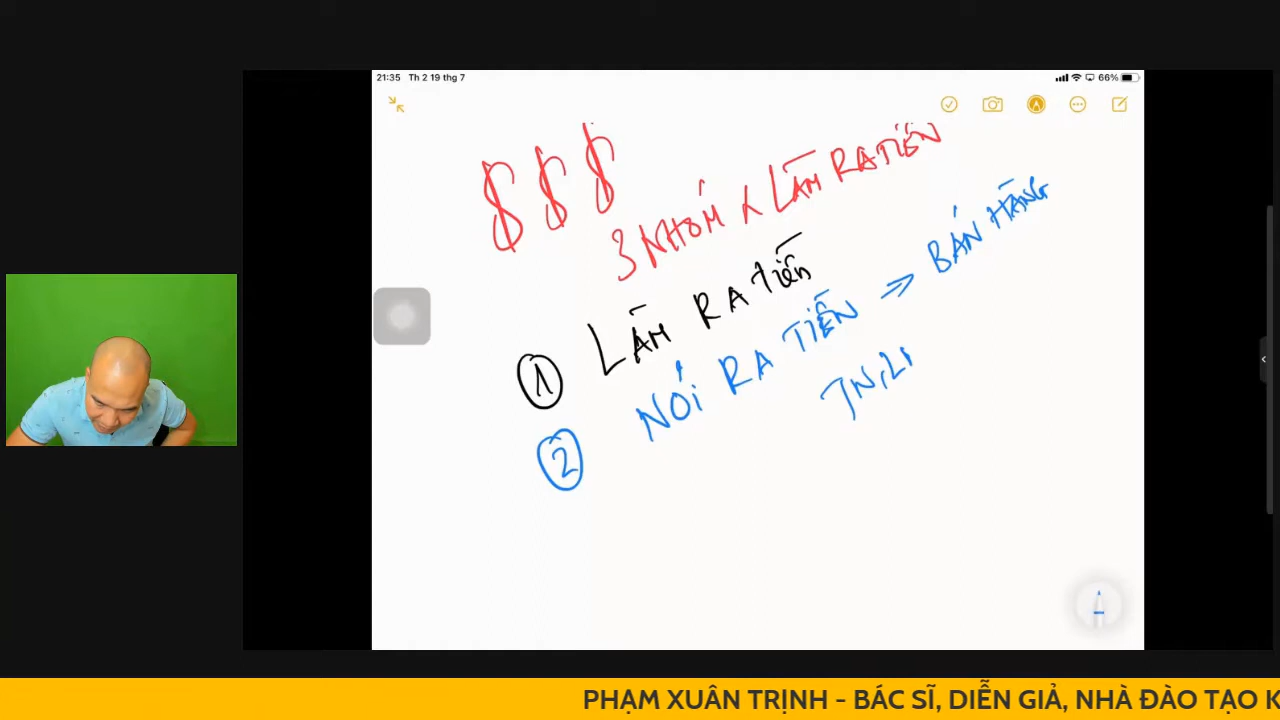 21:35 Th 2 19 thg 7
66%
$ $ $
3 NHÓM < LÀM RA TIỀN
1 LÀM RA tiền
2 NÓI RA TIỀN => BÁN HÀNG
PHẠM XUÂN TRỊNH - BÁC SĨ, DIỄN GIẢ, NHÀ ĐÀO TẠO K